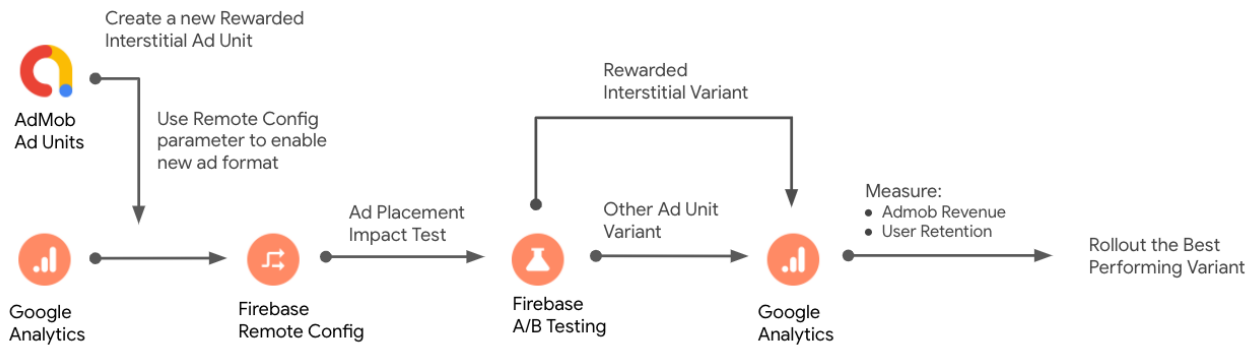 Create a new Rewarded
Interstitial Ad Unit
AdMob
Ad Units
Use Remote Config
parameter to enable
new ad format
Google
Analytics
Firebase
Remote Config
Ad Placement
Impact Test
Firebase
A/B Testing
Rewarded
Interstitial Variant
Other Ad Unit
Variant
Google
Analytics
Measure:
● Admob Revenue
● User Retention
Rollout the Best
Performing Variant